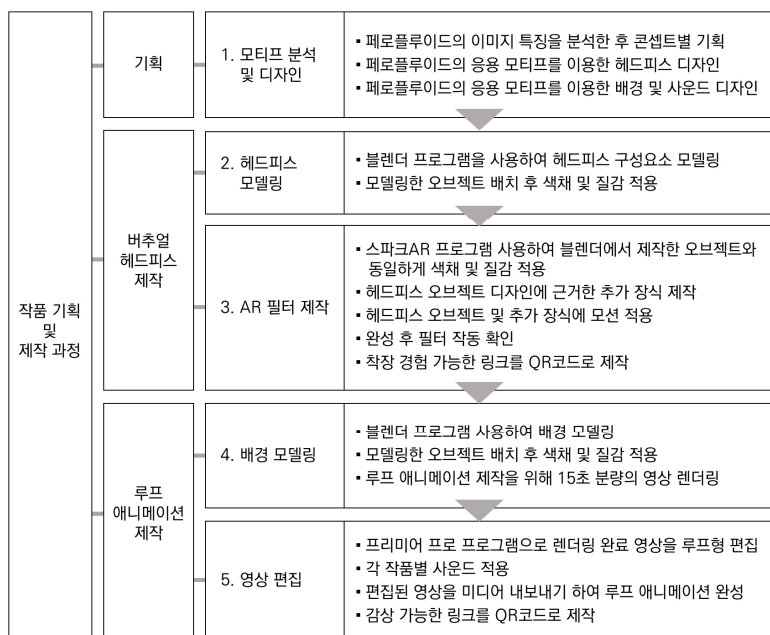 작품 기획
및
제작 과정
기획
1. 모티프 분석
및 디자인
▪ 페로플루이드의 이미지 특징을 분석한 후 콘셉트별 기획
▪ 페로플루이드의 응용 모티프를 이용한 헤드피스 디자인
▪ 페로플루이드의 응용 모티프를 이용한 배경 및 사운드 디자인
버추얼
헤드피스
제작
2. 헤드피스
모델링
▪ 블렌더 프로그램을 사용하여 헤드피스 구성요소 모델링
▪ 모델링한 오브젝트 배치 후 색채 및 질감 적용
3. AR 필터 제작
▪ 스파크AR 프로그램 사용하여 블렌더에서 제작한 오브젝트와
동일하게 색채 및 질감 적용
▪ 헤드피스 오브젝트 디자인에 근거한 추가 장식 제작
▪ 헤드피스 오브젝트 및 추가 장식에 모션 적용
▪ 완성 후 필터 작동 확인
▪ 착장 경험 가능한 링크를 QR코드로 제작
루프
애니메이션
제작
4. 배경 모델링
▪ 블렌더 프로그램 사용하여 배경 모델링
▪ 모델링한 오브젝트 배치 후 색채 및 질감 적용
▪ 루프 애니메이션 제작을 위해 15초 분량의 영상 렌더링
5. 영상 편집
▪ 프리미어 프로 프로그램으로 렌더링 완료 영상을 루프형 편집
▪ 각 작품별 사운드 적용
▪ 편집된 영상을 미디어 내보내기 하여 루프 애니메이션 완성
▪ 감상 가능한 링크를 QR코드로 제작